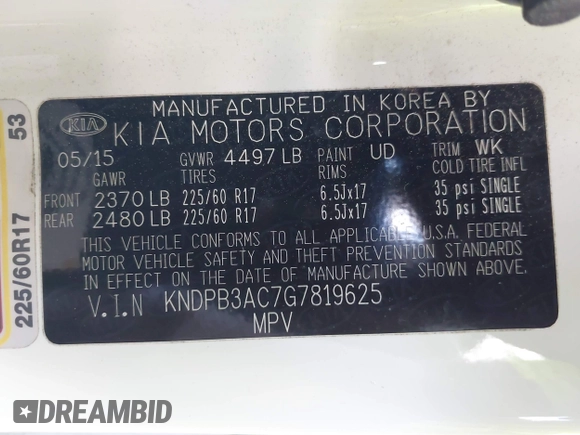 MANUFACTURED IN KOREA BY
KIA KIA MOTORS CORPORATION
05/15 GVWR 4497 LB PAINT UD TRIM WK
GAWR TIRES RIMS COLD TIRE INFL
FRONT 2370 LB 225/60 R17 6.5Jx17 35 psi SINGLE
REAR 2480 LB 225/60 R17 6.5Jx17 35 psi SINGLE
THIS VEHICLE CONFORMS TO ALL APPLICABLE U.S.A. FEDERAL
MOTOR VEHICLE SAFETY AND THEFT PREVENTION STANDARDS
IN EFFECT ON THE DATE OF MANUFACTURE SHOWN ABOVE.
V.I.N KNDPB3AC7G7819625
MPV
225/60R17 53
DREAMBID